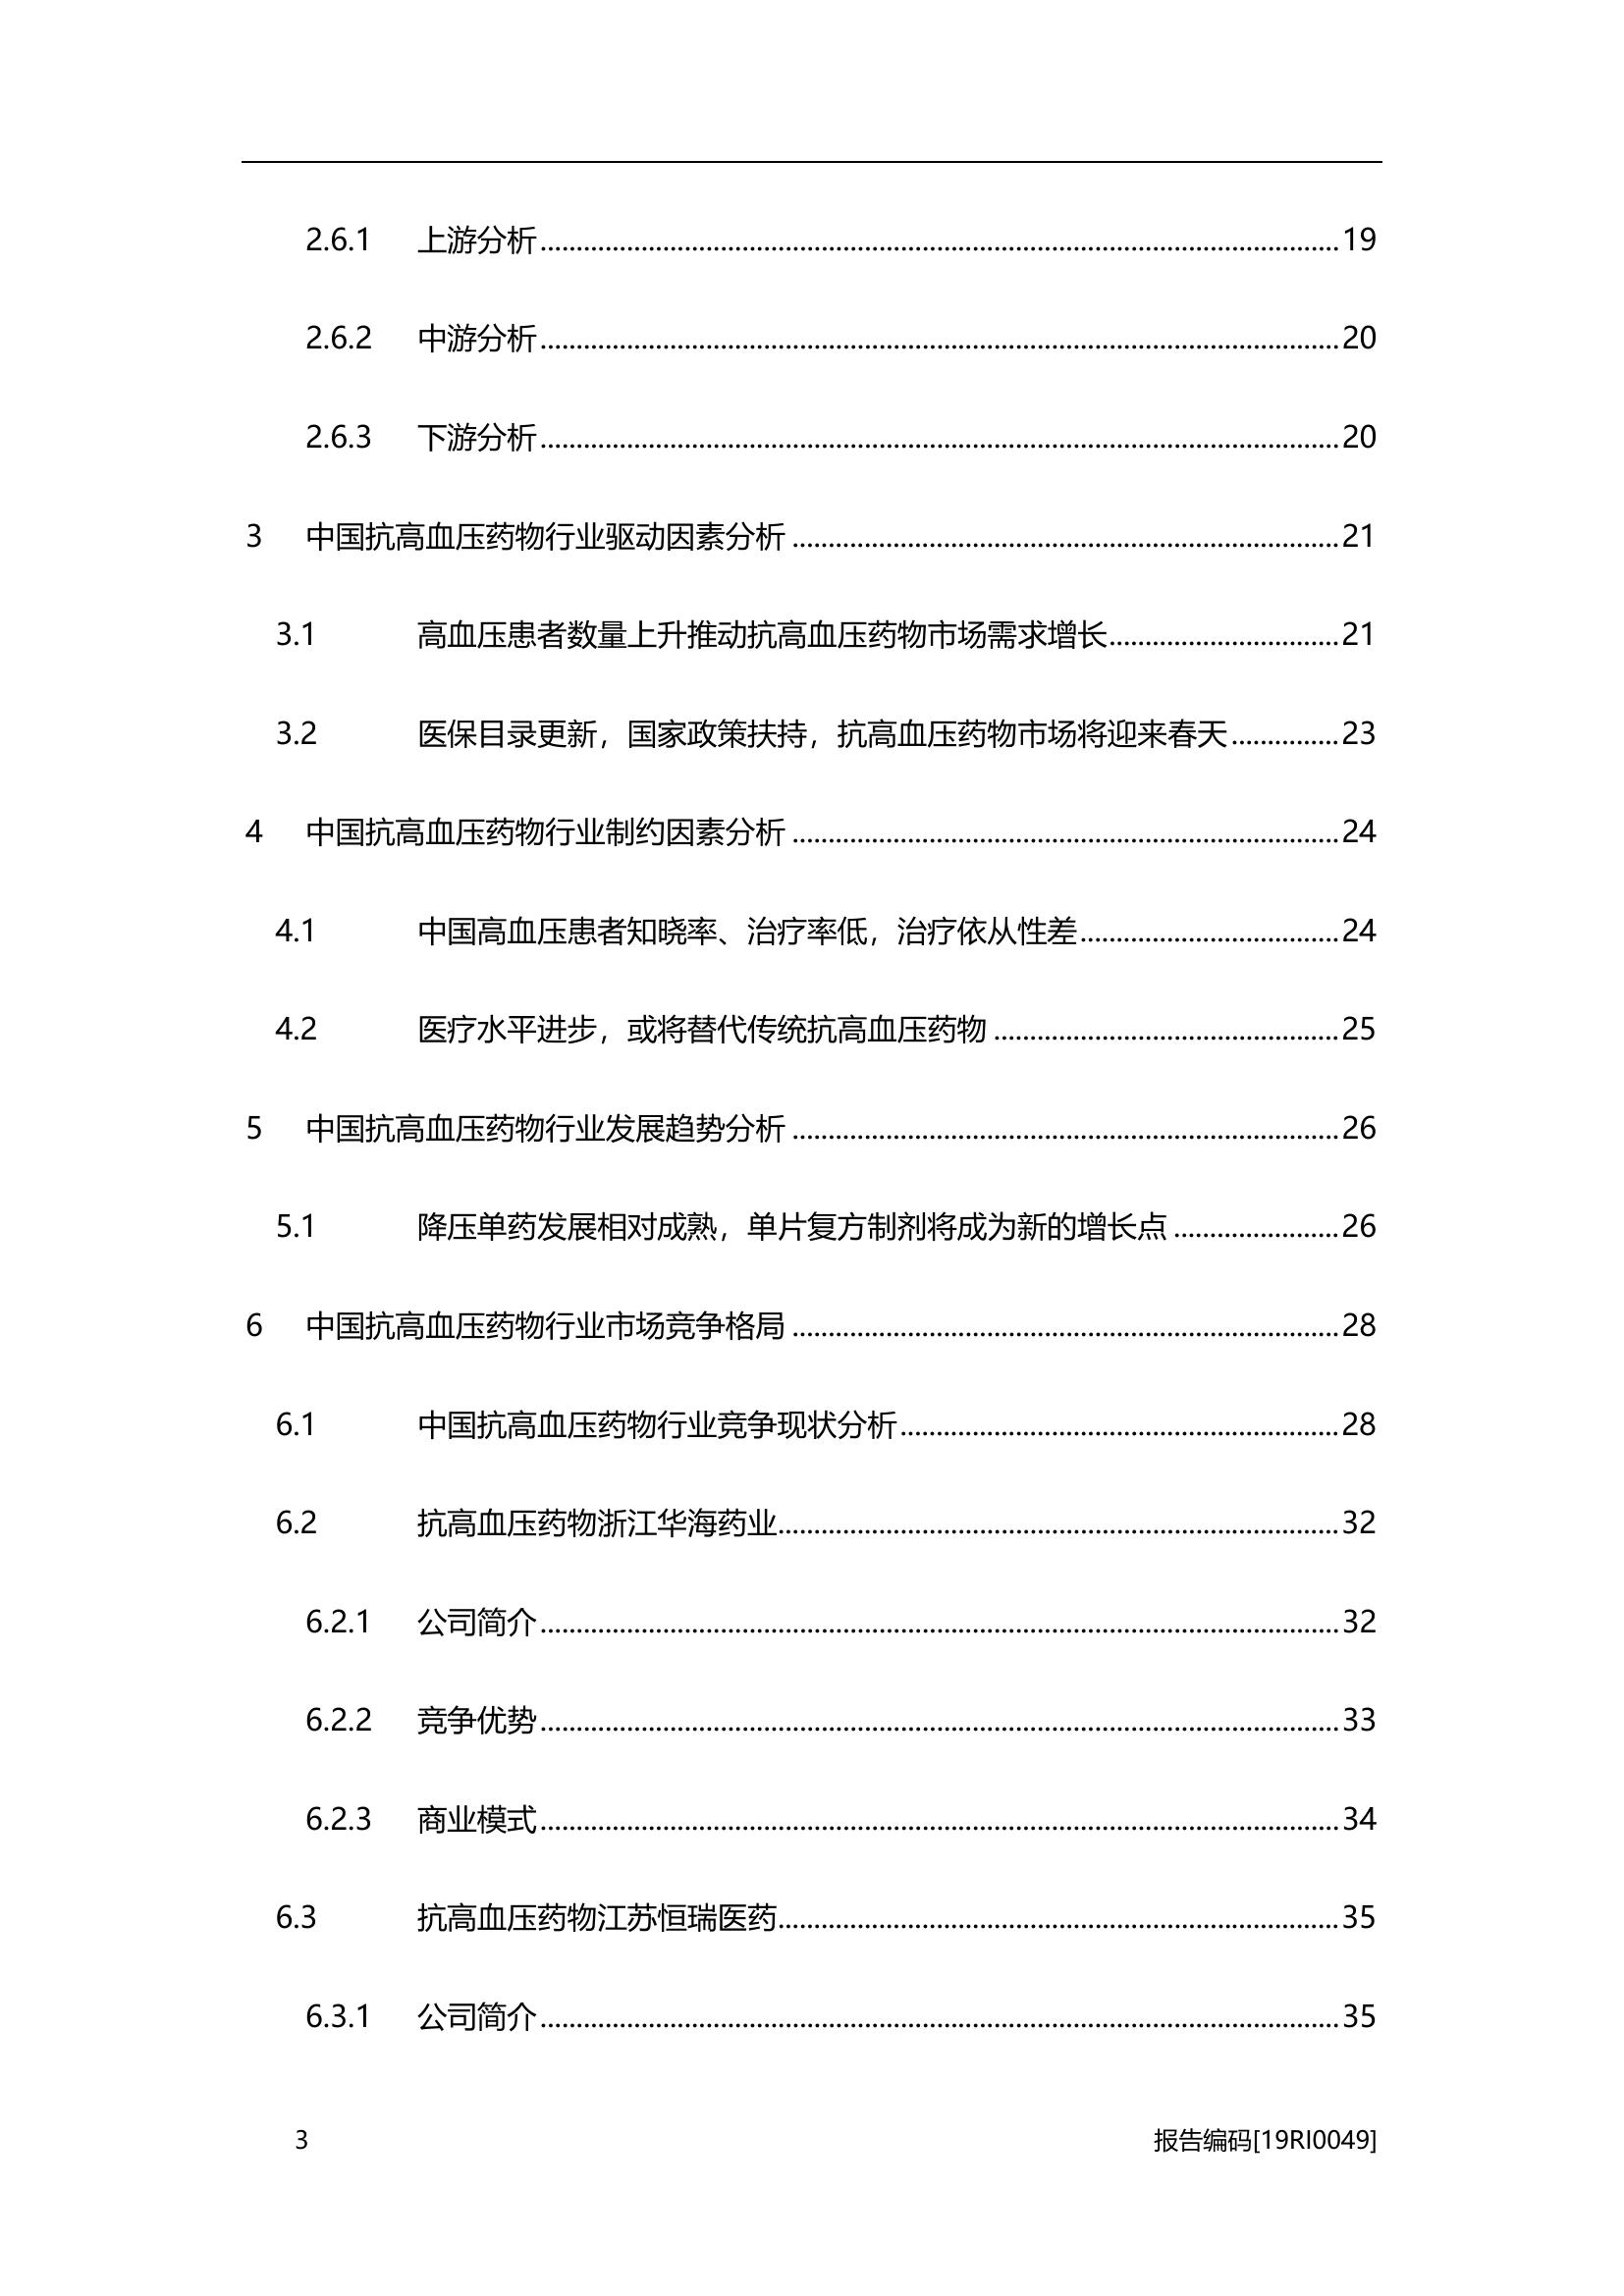 2.6.1 上游分析........................................19
2.6.2 中游分析........................................20
2.6.3 下游分析........................................20
3 中国抗高血压药物行业驱动因素分析........................................21
3.1 高血压患者数量上升推动抗高血压药物市场需求增长........................................21
3.2 医保目录更新，国家政策扶持，抗高血压药物市场将迎来春天........................................23
4 中国抗高血压药物行业制约因素分析........................................24
4.1 中国高血压患者知晓率、治疗率低，治疗依从性差........................................24
4.2 医疗水平进步，或将替代传统抗高血压药物........................................25
5 中国抗高血压药物行业发展趋势分析........................................26
5.1 降压单药发展相对成熟，单片复方制剂将成为新的增长点........................................26
6 中国抗高血压药物行业市场竞争格局........................................28
6.1 中国抗高血压药物行业竞争现状分析........................................28
6.2 抗高血压药物浙江华海药业........................................32
6.2.1 公司简介........................................32
6.2.2 竞争优势........................................33
6.2.3 商业模式........................................34
6.3 抗高血压药物江苏恒瑞医药........................................35
6.3.1 公司简介........................................35
3 报告编码[19RI0049]